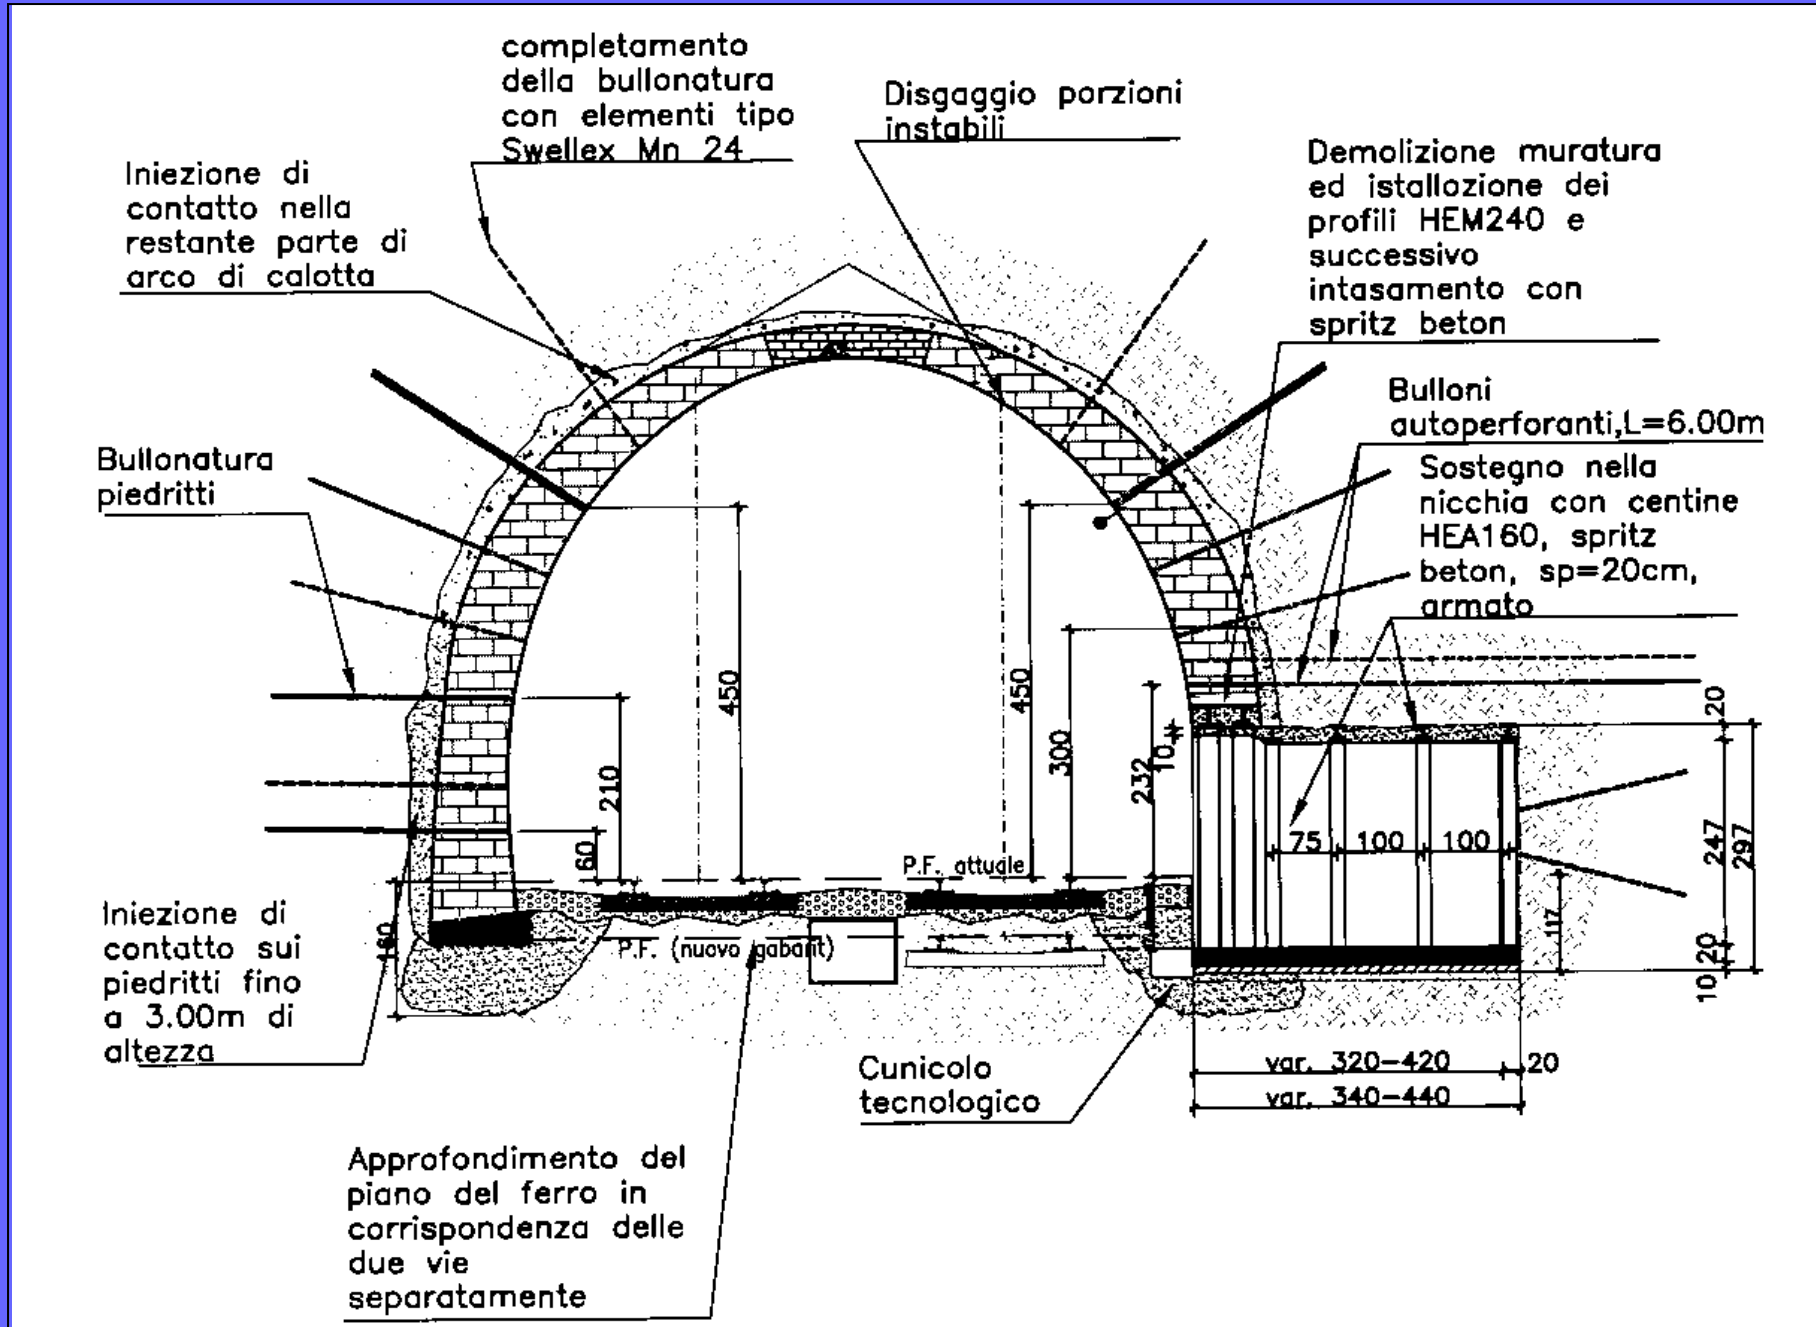 completamento
della bullonatura
con elementi tipo
Swellex Mn 24
Disgaggio porzioni
instabili
Demolizione muratura
ed istallozione dei
profili HEM240 e
successivo
intasamento con
spritz beton
Iniezione di
contatto nella
restante parte di
arco di calotta
Bulloni
autoperforanti,L=6.00m
Bullonatura
piedritti
Sostegno nella
nicchia con centine
HEA160, spritz
beton, sp=20cm,
armato
450
450
210
60
300
232
10
20
75
100
100
247
297
117
20
10
P.F. attuale
160
P.F. (nuovo gabarit)
Iniezione di
contatto sui
piedritti fino
a 3.00m di
altezza
var. 320-420
20
var. 340-440
Cunicolo
tecnologico
Approfondimento del
piano del ferro in
corrispondenza delle
due vie
separatamente